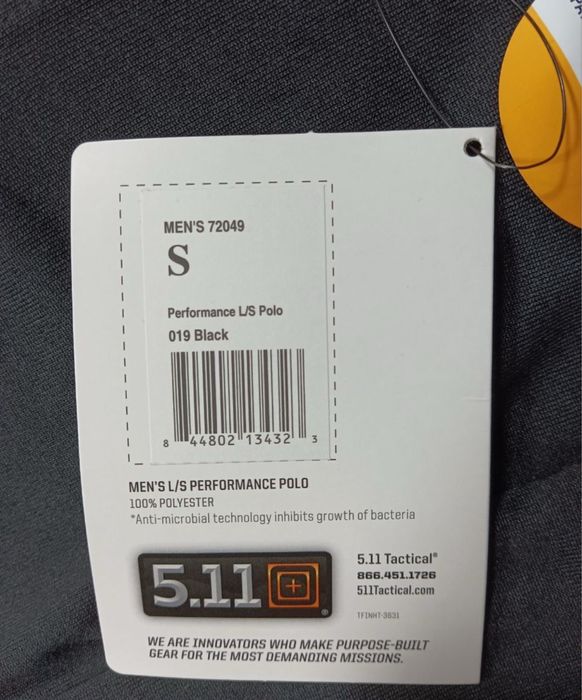 MEN'S 72049
S
Performance L/S Polo
019 Black
8 44802 13432 3
MEN'S L/S PERFORMANCE POLO
100% POLYESTER
*Anti-microbial technology inhibits growth of bacteria
5.11®
5.11 Tactical®
866.451.1726
511Tactical.com
TFINHT-3631
WE ARE INNOVATORS WHO MAKE PURPOSE-BUILT
GEAR FOR THE MOST DEMANDING MISSIONS.